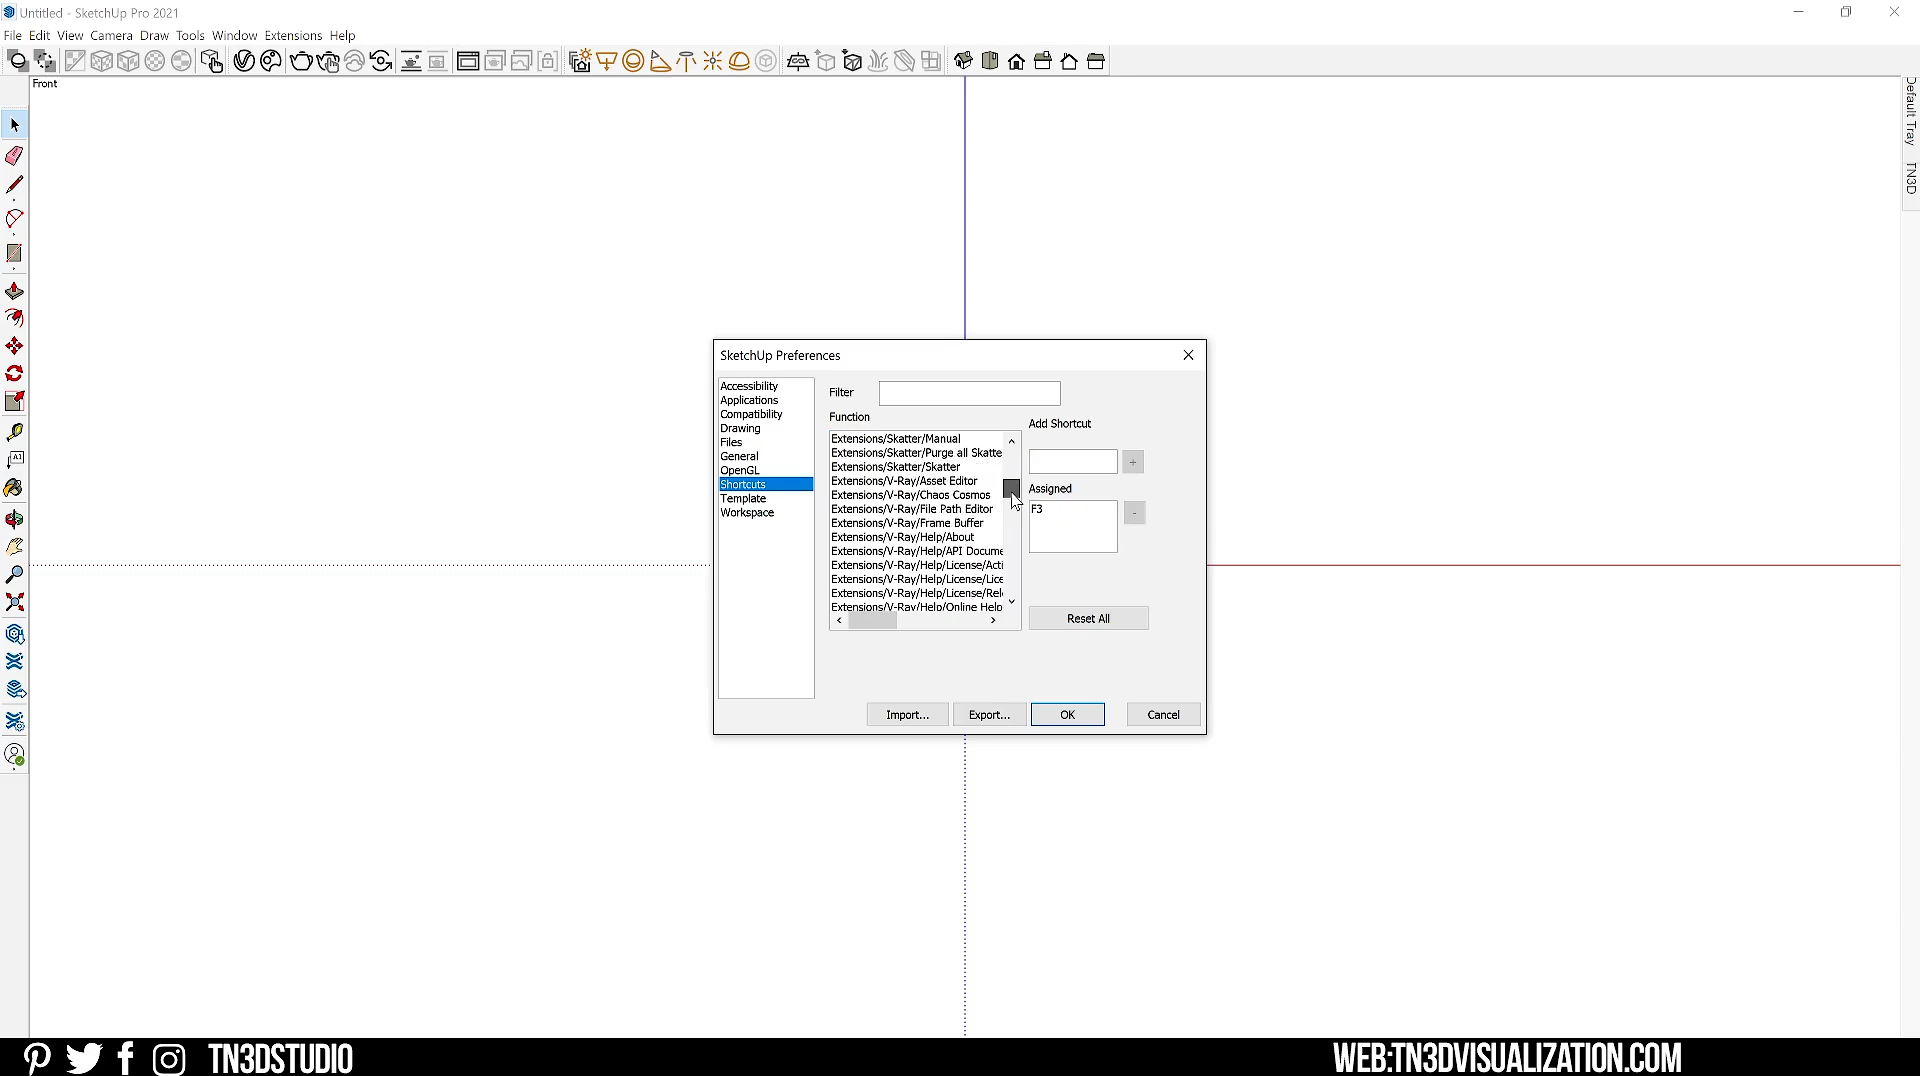 Untitled - SketchUp Pro 2021
File Edit View Camera Draw Tools Window Extensions Help
Front
Default Tray
TN3D
A1
SketchUp Preferences
Accessibility
Applications
Compatibility
Drawing
Files
General
OpenGL
Shortcuts
Template
Workspace
Filter
Function
Extensions/Skatter/Manual
Extensions/Skatter/Purge all Skatte
Extensions/Skatter/Skatter
Extensions/V-Ray/Asset Editor
Extensions/V-Ray/Chaos Cosmos
Extensions/V-Ray/File Path Editor
Extensions/V-Ray/Frame Buffer
Extensions/V-Ray/Help/About
Extensions/V-Ray/Help/API Docume
Extensions/V-Ray/Help/License/Acti
Extensions/V-Ray/Help/License/Lice
Extensions/V-Ray/Help/License/Rel
Extensions/V-Ray/Help/Online Help
Add Shortcut
+
Assigned
F3
-
Reset All
Import... Export... OK Cancel
TN3DSTUDIO
WEB:TN3DVISUALIZATION.COM